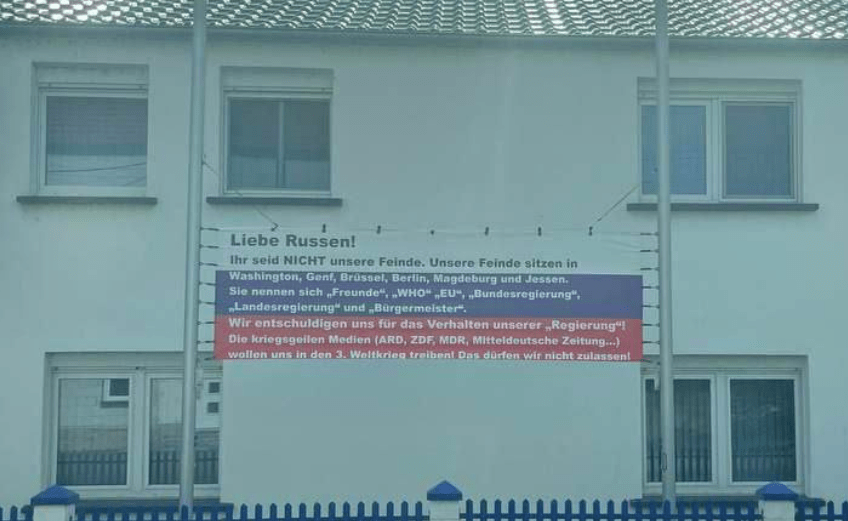 Liebe Russen!
Ihr seid NICHT unsere Feinde. Unsere Feinde sitzen in
Washington, Genf, Brüssel, Berlin, Magdeburg und Jessen.
Sie nennen sich „Freunde“, „WHO“ „EU“, „Bundesregierung“,
„Landesregierung“ und „Bürgermeister“.
Wir entschuldigen uns für das Verhalten unserer „Regierung“!
Die kriegsgeilen Medien (ARD, ZDF, MDR, Mitteldeutsche Zeitung...)
wollen uns in den 3. Weltkrieg treiben! Das dürfen wir nicht zulassen!